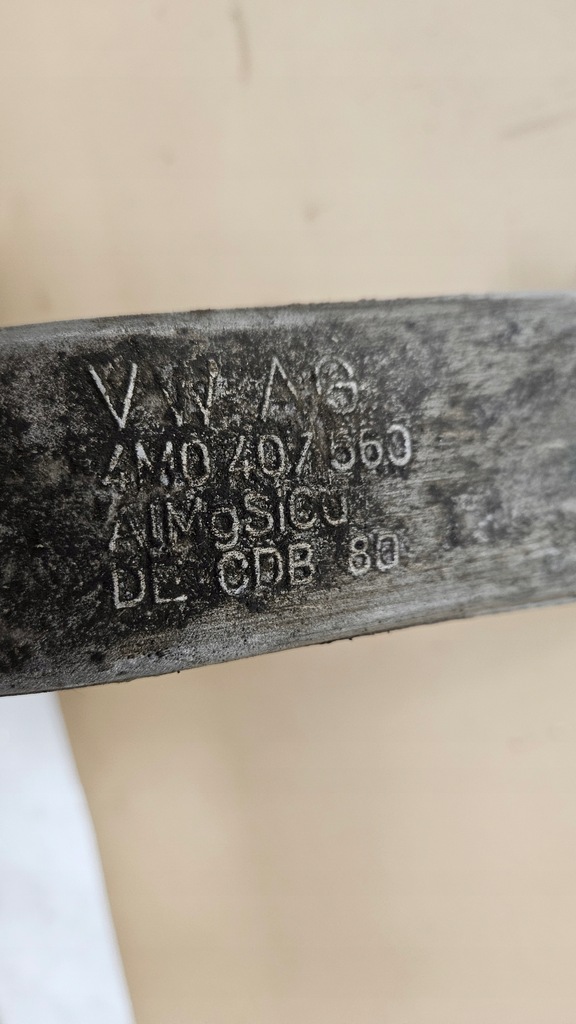 VW AG
4M0 407 560
AlMgSiCu
DE CDB 80